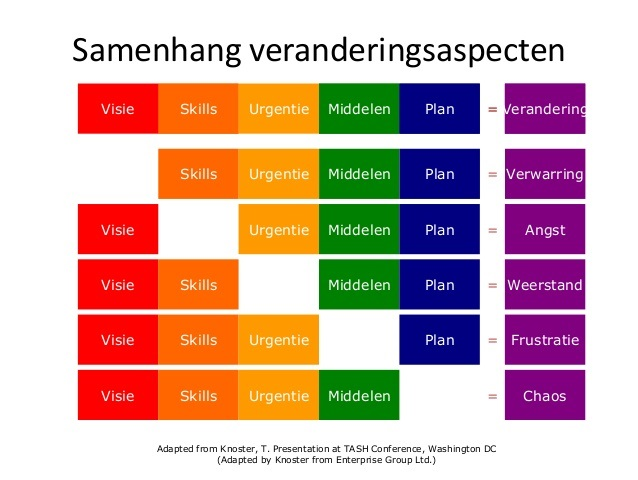 Samenhang veranderingsaspecten
Visie Skills Urgentie Middelen Plan = Verandering
Skills Urgentie Middelen Plan = Verwarring
Visie Urgentie Middelen Plan = Angst
Visie Skills Middelen Plan = Weerstand
Visie Skills Urgentie Plan = Frustratie
Visie Skills Urgentie Middelen = Chaos
Adapted from Knoster, T. Presentation at TASH Conference, Washington DC
(Adapted by Knoster from Enterprise Group Ltd.)